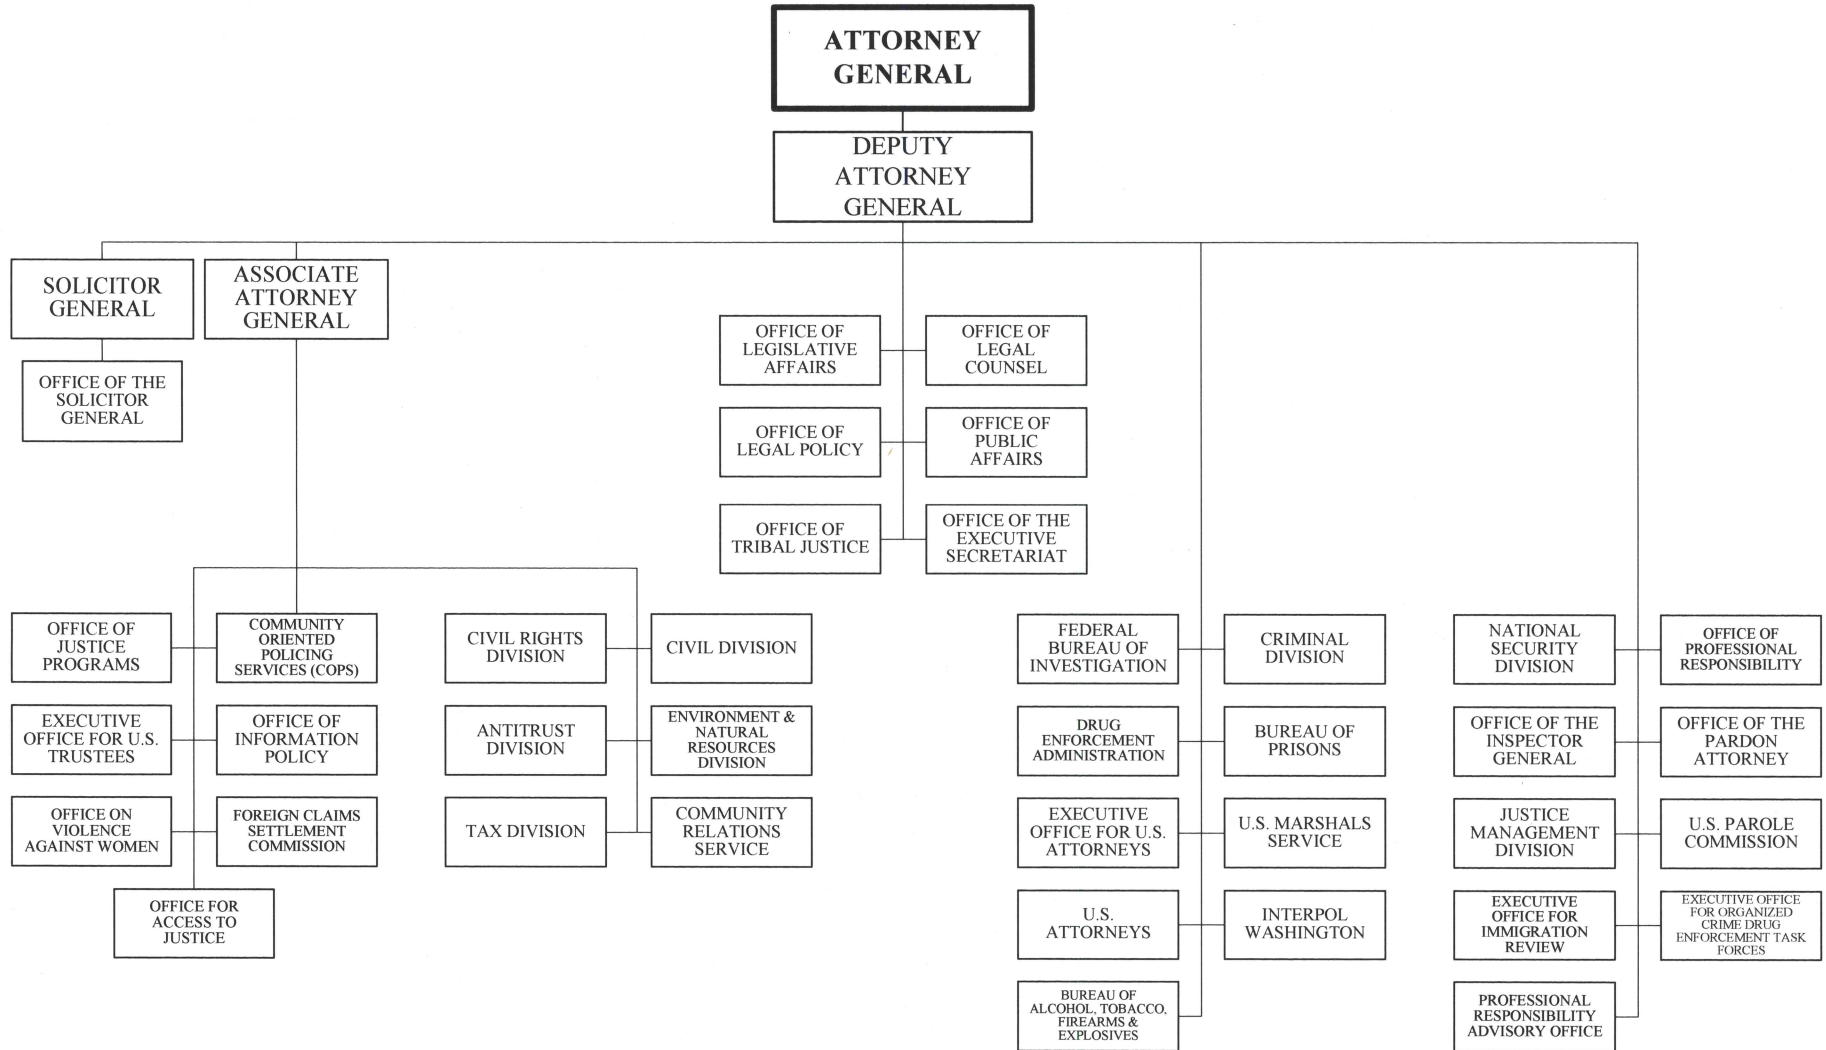 ATTORNEY
GENERAL
DEPUTY
ATTORNEY
GENERAL
SOLICITOR
GENERAL
ASSOCIATE
ATTORNEY
GENERAL
OFFICE OF THE
SOLICITOR
GENERAL
OFFICE OF
LEGISLATIVE
AFFAIRS
OFFICE OF
LEGAL
COUNSEL
OFFICE OF
LEGAL POLICY
OFFICE OF
PUBLIC
AFFAIRS
OFFICE OF
TRIBAL JUSTICE
OFFICE OF THE
EXECUTIVE
SECRETARIAT
OFFICE OF
JUSTICE
PROGRAMS
COMMUNITY
ORIENTED
POLICING
SERVICES (COPS)
EXECUTIVE
OFFICE FOR U.S.
TRUSTEES
OFFICE OF
INFORMATION
POLICY
OFFICE ON
VIOLENCE
AGAINST WOMEN
FOREIGN CLAIMS
SETTLEMENT
COMMISSION
OFFICE FOR
ACCESS TO
JUSTICE
CIVIL RIGHTS
DIVISION
CIVIL DIVISION
ANTITRUST
DIVISION
ENVIRONMENT &
NATURAL
RESOURCES
DIVISION
TAX DIVISION
COMMUNITY
RELATIONS
SERVICE
FEDERAL
BUREAU OF
INVESTIGATION
CRIMINAL
DIVISION
DRUG
ENFORCEMENT
ADMINISTRATION
BUREAU OF
PRISONS
EXECUTIVE
OFFICE FOR U.S.
ATTORNEYS
U.S. MARSHALS
SERVICE
U.S.
ATTORNEYS
INTERPOL
WASHINGTON
BUREAU OF
ALCOHOL, TOBACCO,
FIREARMS &
EXPLOSIVES
NATIONAL
SECURITY
DIVISION
OFFICE OF
PROFESSIONAL
RESPONSIBILITY
OFFICE OF THE
INSPECTOR
GENERAL
OFFICE OF THE
PARDON
ATTORNEY
JUSTICE
MANAGEMENT
DIVISION
U.S. PAROLE
COMMISSION
EXECUTIVE
OFFICE FOR
IMMIGRATION
REVIEW
EXECUTIVE OFFICE
FOR ORGANIZED
CRIME DRUG
ENFORCEMENT TASK
FORCES
PROFESSIONAL
RESPONSIBILITY
ADVISORY OFFICE